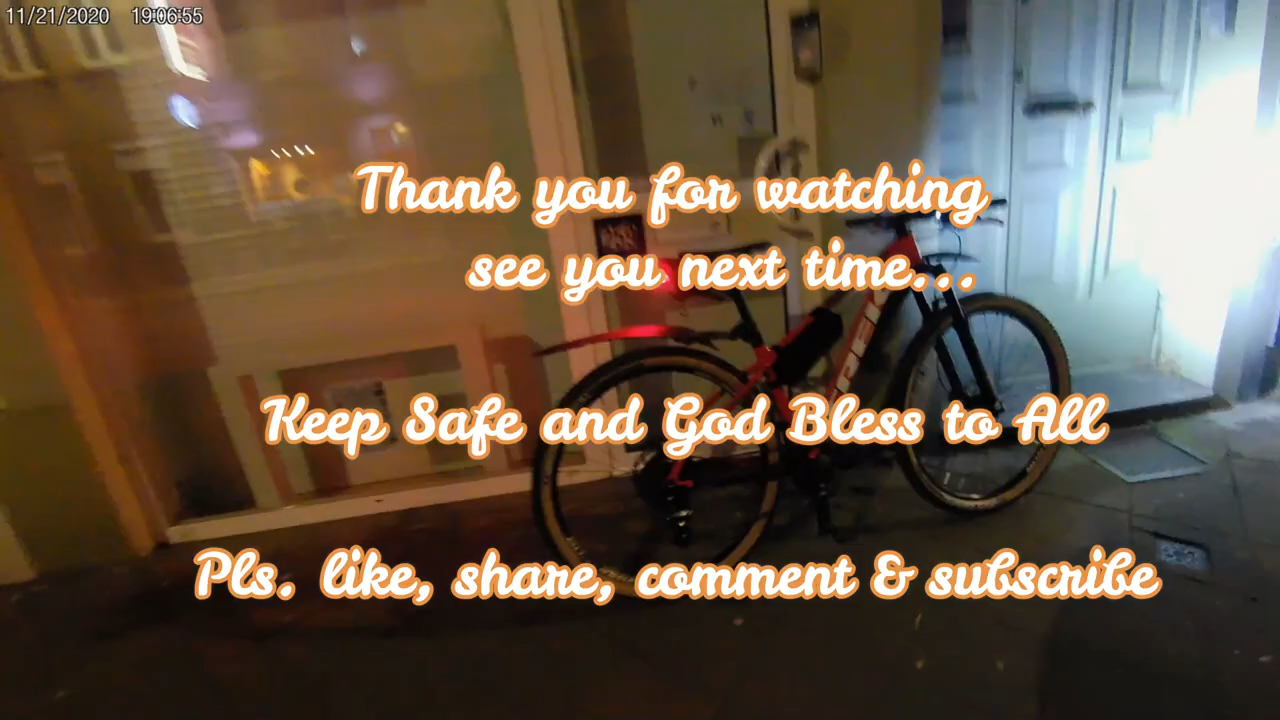 11/21/2020 19:06:55
Thank you for watching
see you next time...
Keep Safe and God Bless to All
TREK
Pls. like, share, comment & subscribe